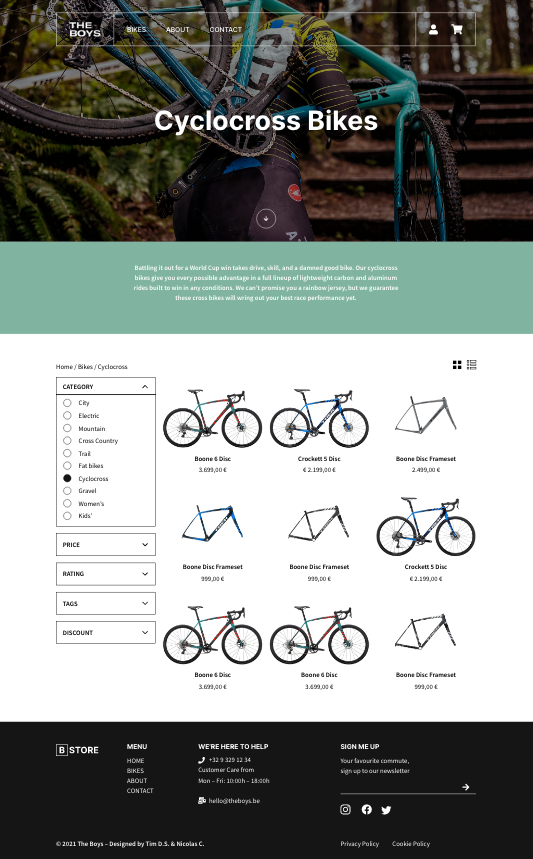 THE
BOYS
BIKES
ABOUT
CONTACT
Cyclocross Bikes
Battling it out for a World Cup win takes drive, skill, and a damned good bike. Our cyclocross
bikes give you every possible advantage in a full lineup of lightweight carbon and aluminum
rides built to win in any conditions. We can't promise you a rainbow jersey, but we guarantee
these cross bikes will wring out your best race performance yet.
Home / Bikes / Cyclocross
CATEGORY
City
Electric
Mountain
Cross Country
Trail
Fat bikes
Cyclocross
Gravel
Women's
Kids'
PRICE
RATING
TAGS
DISCOUNT
Boone 6 Disc
3.699,00 €
Crockett 5 Disc
€ 2.199,00 €
Boone Disc Frameset
2.499,00 €
Boone Disc Frameset
999,00 €
Boone Disc Frameset
999,00 €
Crockett 5 Disc
€ 2.199,00 €
Boone 6 Disc
3.699,00 €
Boone 6 Disc
3.699,00 €
Boone Disc Frameset
999,00 €
B STORE
MENU
HOME
BIKES
ABOUT
CONTACT
WE'RE HERE TO HELP
+32 9 329 12 34
Customer Care from
Mon – Fri: 10:00h – 18:00h
hello@theboys.be
SIGN ME UP
Your favourite commute,
sign up to our newsletter
© 2021 The Boys – Designed by Tim D.S. & Nicolas C.
Privacy Policy
Cookie Policy